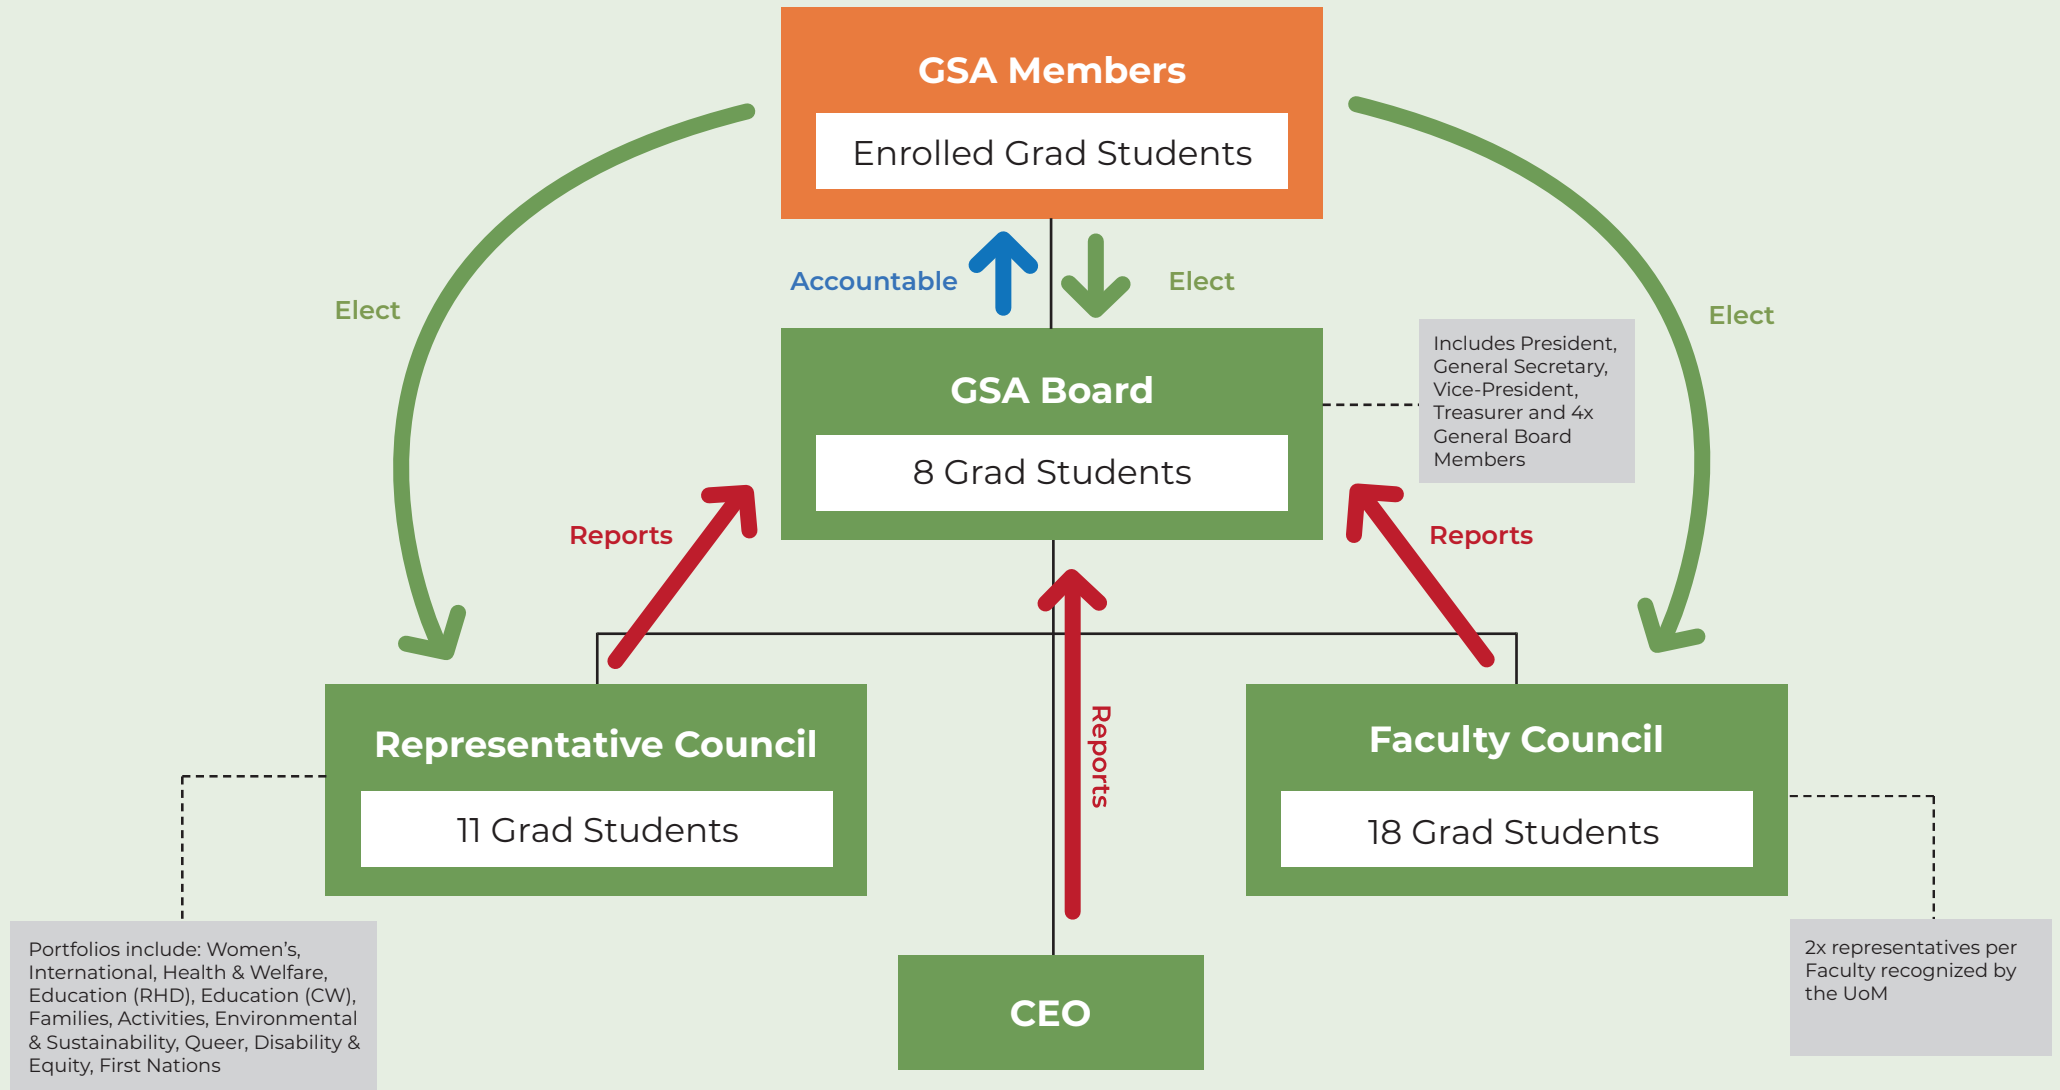 GSA Members
Enrolled Grad Students
Accountable
Elect
Elect
Elect
GSA Board
8 Grad Students
Includes President,
General Secretary,
Vice-President,
Treasurer and 4x
General Board
Members
Reports
Reports
Reports
Representative Council
11 Grad Students
Faculty Council
18 Grad Students
Portfolios include: Women’s,
International, Health & Welfare,
Education (RHD), Education (CW),
Families, Activities, Environmental
& Sustainability, Queer, Disability &
Equity, First Nations
CEO
2x representatives per
Faculty recognized by
the UoM